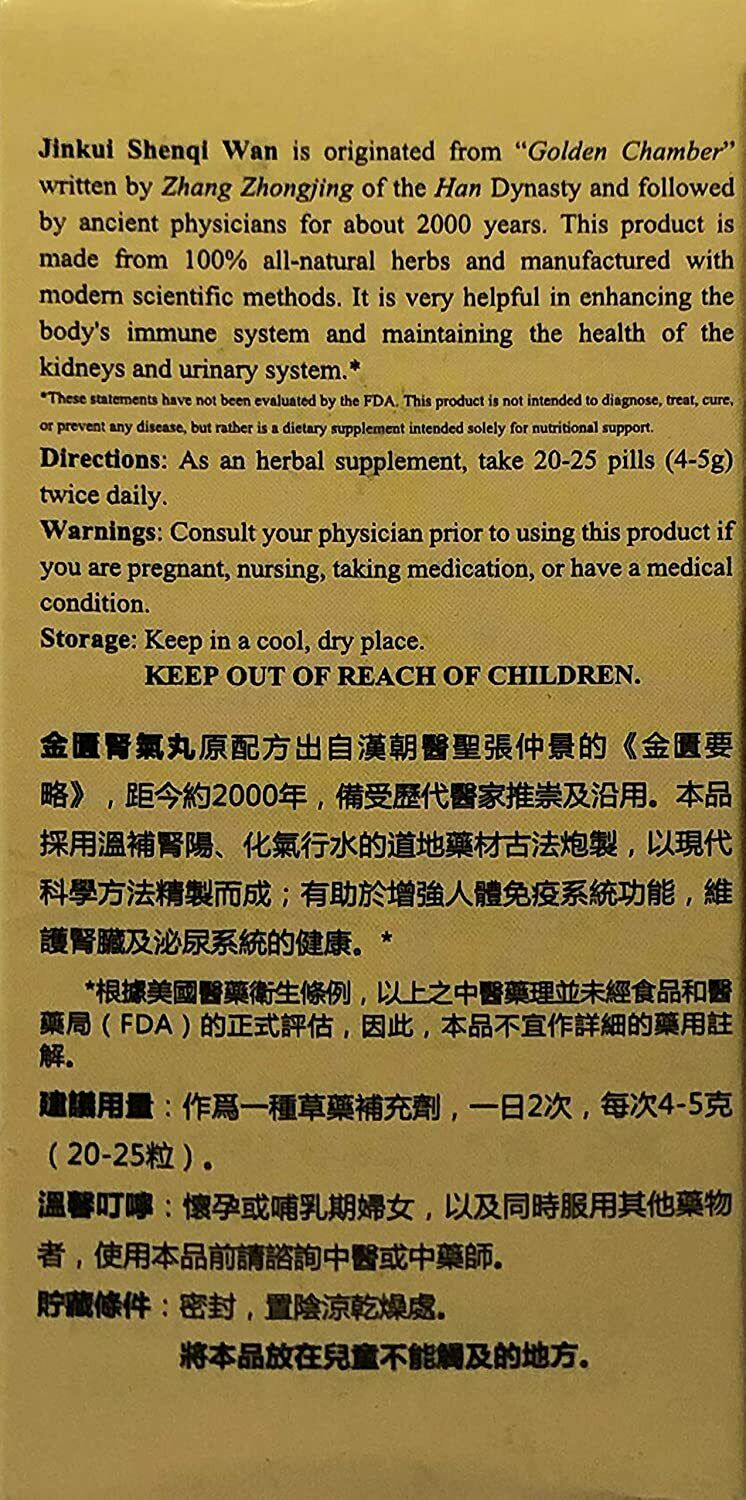 Jinkui Shenqi Wan is originated from “Golden Chamber”
written by Zhang Zhongjing of the Han Dynasty and followed
by ancient physicians for about 2000 years. This product is
made from 100% all-natural herbs and manufactured with
modern scientific methods. It is very helpful in enhancing the
body's immune system and maintaining the health of the
kidneys and urinary system.*
*These statements have not been evaluated by the FDA. This product is not intended to diagnose, treat, cure,
or prevent any disease, but rather is a dietary supplement intended solely for nutritional support.
Directions: As an herbal supplement, take 20-25 pills (4-5g)
twice daily.
Warnings: Consult your physician prior to using this product if
you are pregnant, nursing, taking medication, or have a medical
condition.
Storage: Keep in a cool, dry place.
KEEP OUT OF REACH OF CHILDREN.
金匱腎氣丸原配方出自漢朝醫聖張仲景的《金匱要
略》，距今約2000年，備受歷代醫家推崇及沿用。本品
採用溫補腎陽、化氣行水的道地藥材古法炮製，以現代
科學方法精製而成；有助於增強人體免疫系統功能，維
護腎臟及泌尿系統的健康。*
*根據美國醫藥衛生條例，以上之中醫藥理並未經食品和醫
藥局（FDA）的正式評估，因此，本品不宜作詳細的藥用註
解。
建議用量：作爲一種草藥補充劑，一日2次，每次4-5克
（20-25粒）。
溫馨叮嚀：懷孕或哺乳期婦女，以及同時服用其他藥物
者，使用本品前請諮詢中醫或中藥師。
貯藏條件：密封，置陰涼乾燥處。
將本品放在兒童不能觸及的地方。